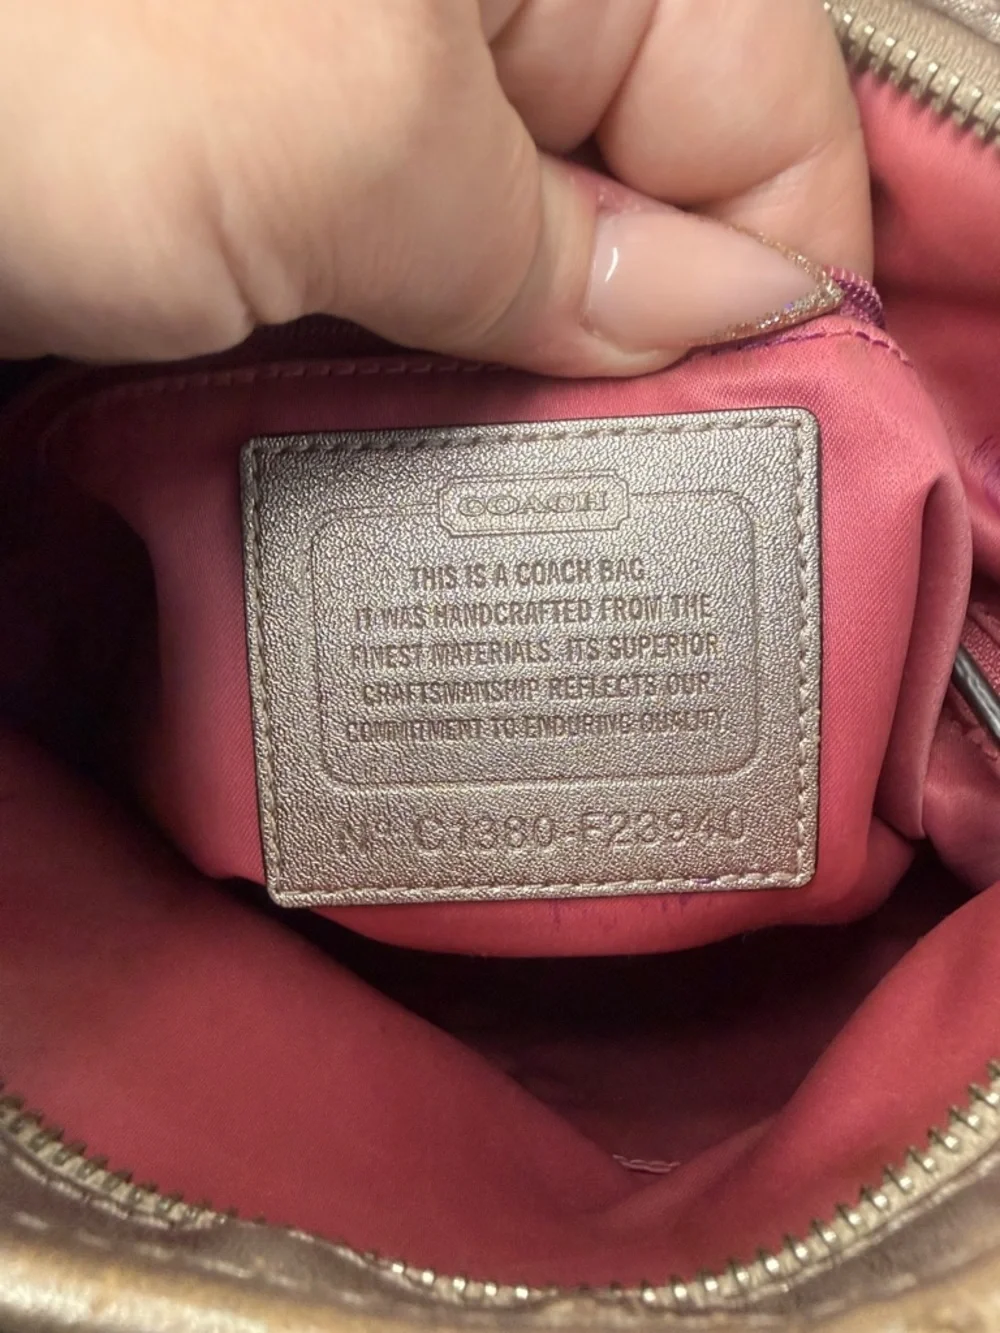 COACH
THIS IS A COACH BAG
IT WAS HANDCRAFTED FROM THE
FINEST MATERIALS. ITS SUPERIOR
CRAFTSMANSHIP REFLECTS OUR
COMMITMENT TO ENDURING QUALITY.
Nº C1380-F23940